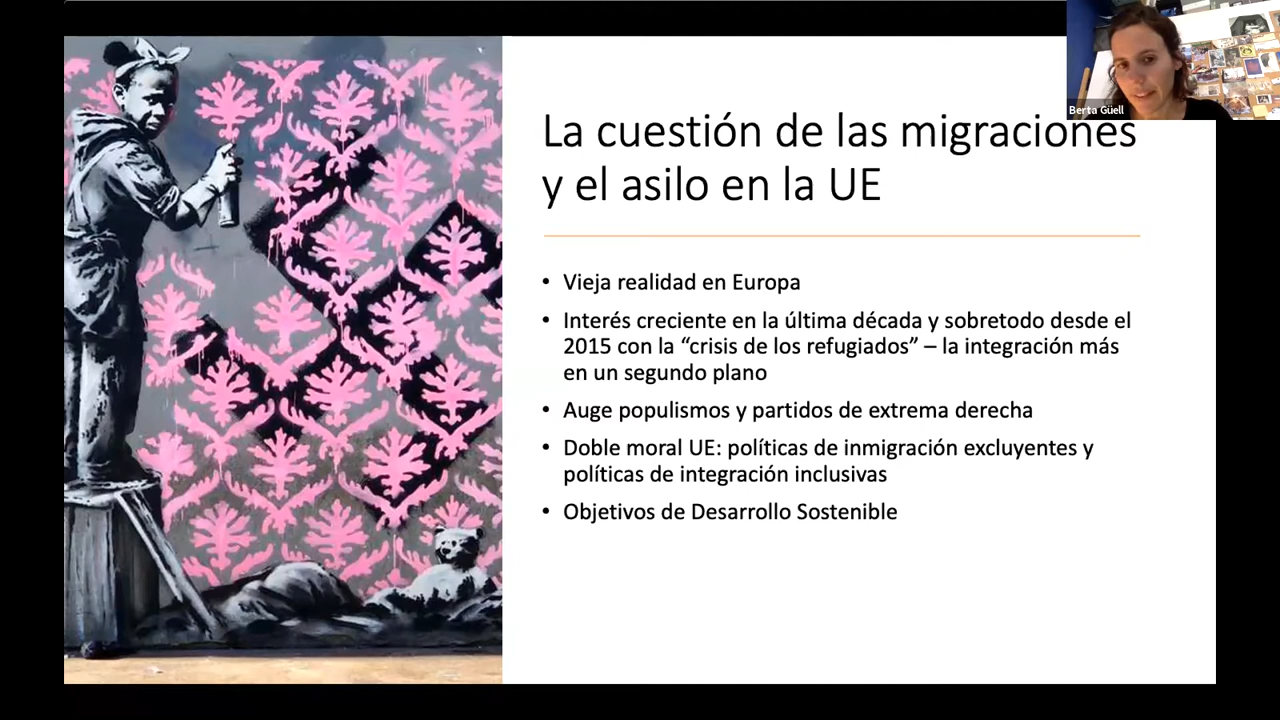 Berta Güell
La cuestión de las migraciones
y el asilo en la UE
• Vieja realidad en Europa
• Interés creciente en la última década y sobretodo desde el
2015 con la “crisis de los refugiados” – la integración más
en un segundo plano
• Auge populismos y partidos de extrema derecha
• Doble moral UE: políticas de inmigración excluyentes y
políticas de integración inclusivas
• Objetivos de Desarrollo Sostenible